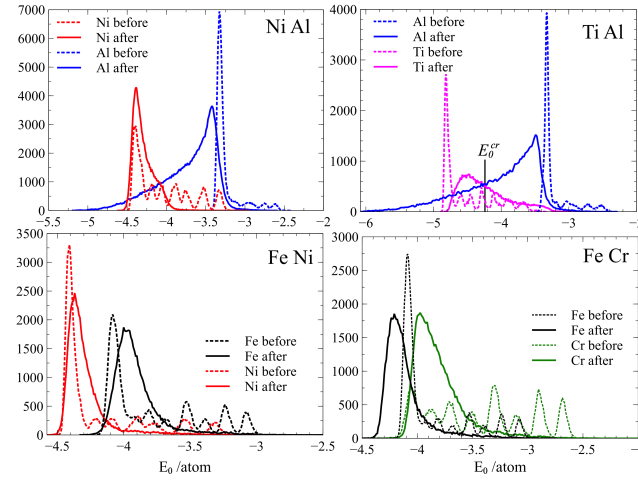 Ni Al
Ni before
Ni after
Al before
Al after
7000
6000
5000
4000
3000
2000
1000
0
−5.5 −5 −4.5 −4 −3.5 −3 −2.5 −2
Ti Al
Al before
Al after
Ti before
Ti after
E₀ᶜʳ
4000
3000
2000
1000
0
−6 −5 −4 −3 −2 −1
Fe Ni
Fe before
Fe after
Ni before
Ni after
3500
3000
2500
2000
1500
1000
500
0
−4.5 −4 −3.5 −3 −2.5
E₀ /atom
Fe Cr
Fe before
Fe after
Cr before
Cr after
3000
2500
2000
1500
1000
500
0
−4.5 −4 −3.5 −3 −2.5 −2
E₀ /atom